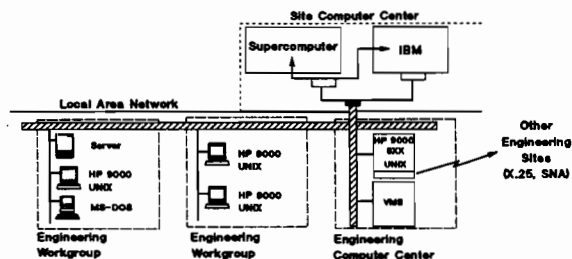 Site Computer Center
Supercomputer
IBM
Local Area Network
Server
HP 9000
UNIX
MS-DOS
Engineering
Workgroup
HP 9000
UNIX
HP 9000
UNIX
Engineering
Workgroup
HP 9000
8XX
UNIX
VMS
Engineering
Computer Center
Other
Engineering
Sites
(X.25, SNA)